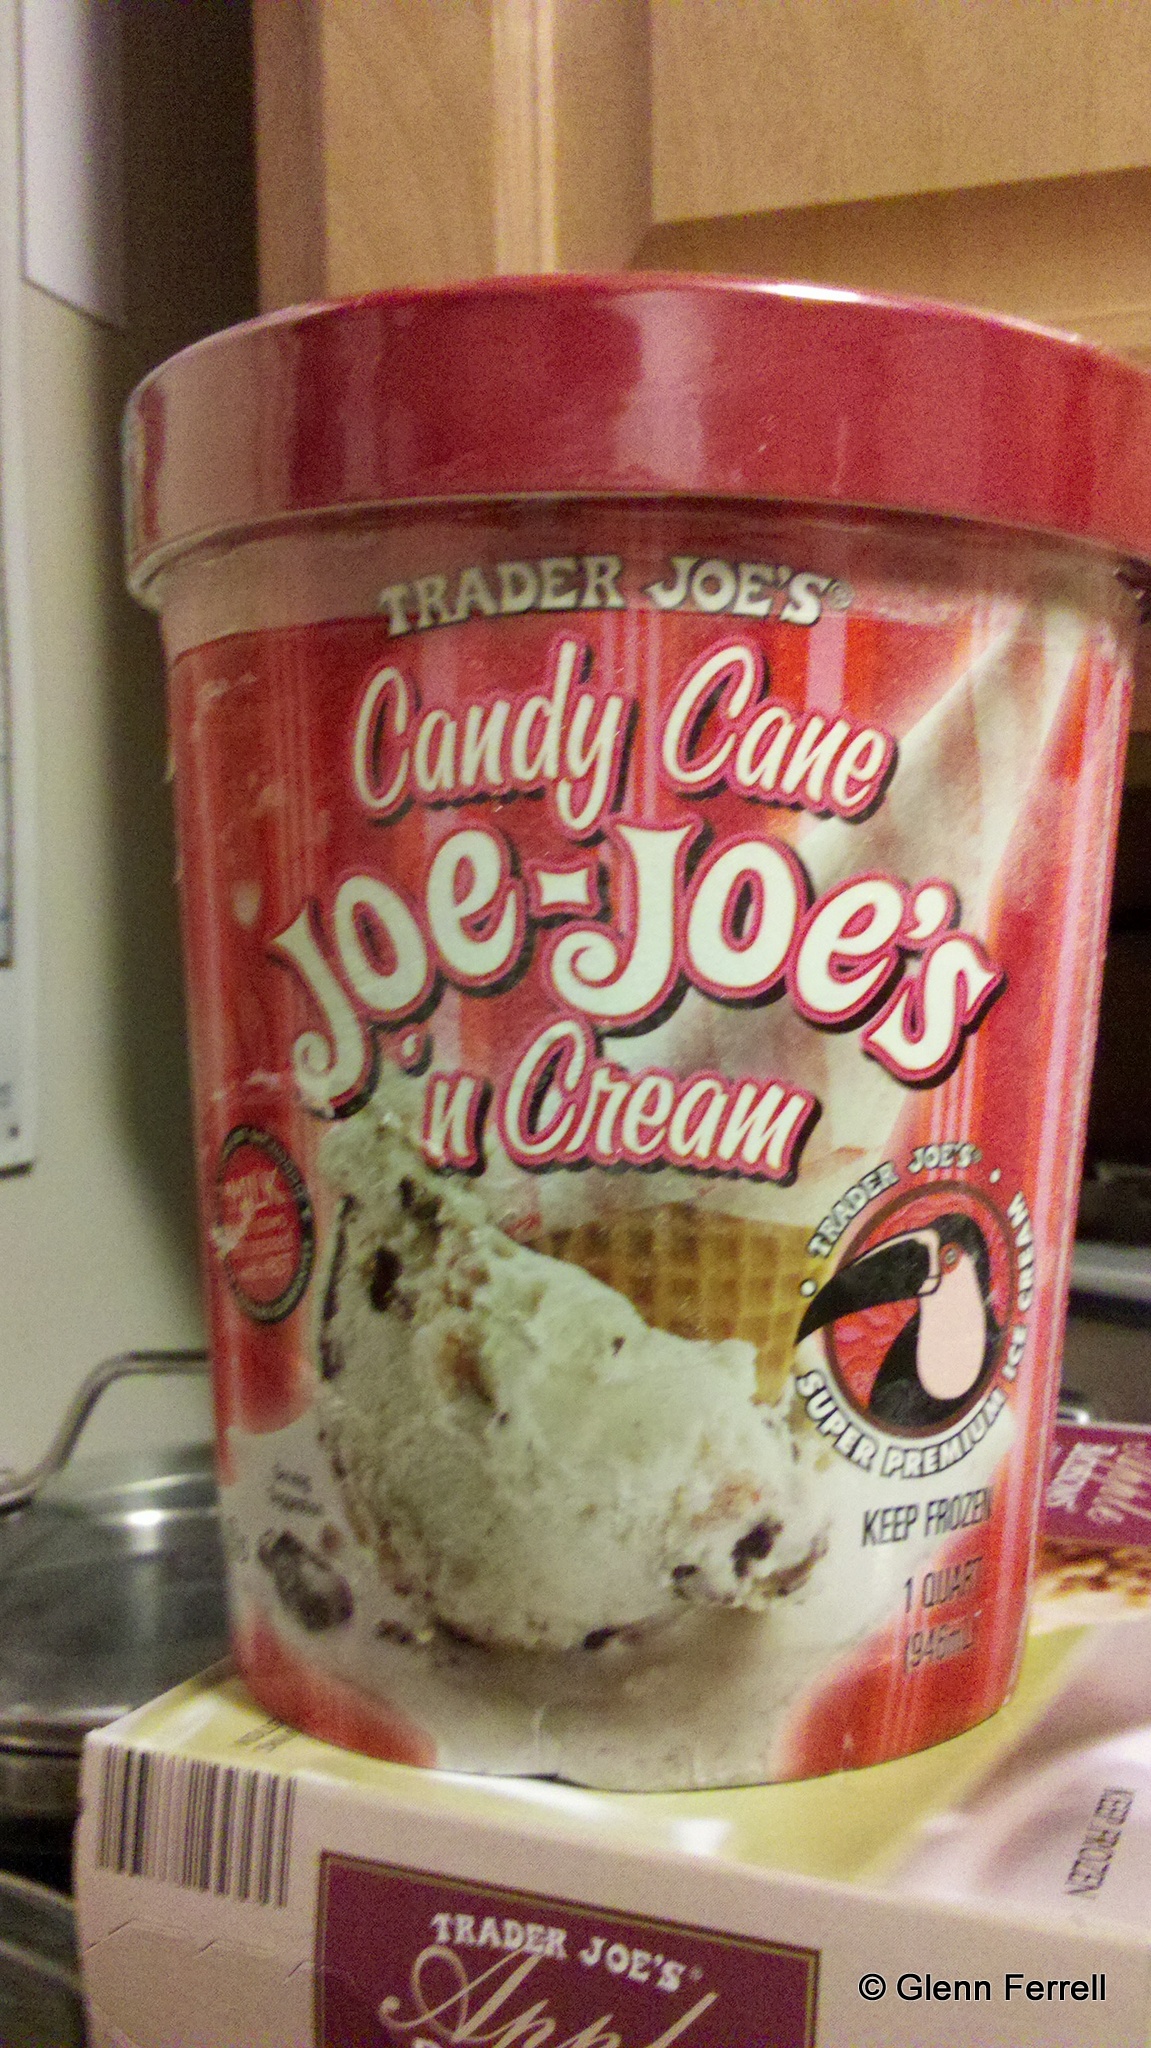 TRADER JOE'S®
Candy Cane
Joe-Joe's
'n Cream
MILK
• TRADER JOE'S® •
SUPER PREMIUM ICE CREAM
KEEP FROZEN
1 QUART
(946mL)
KEEP FROZEN
TRADER JOE'S®
© Glenn Ferrell